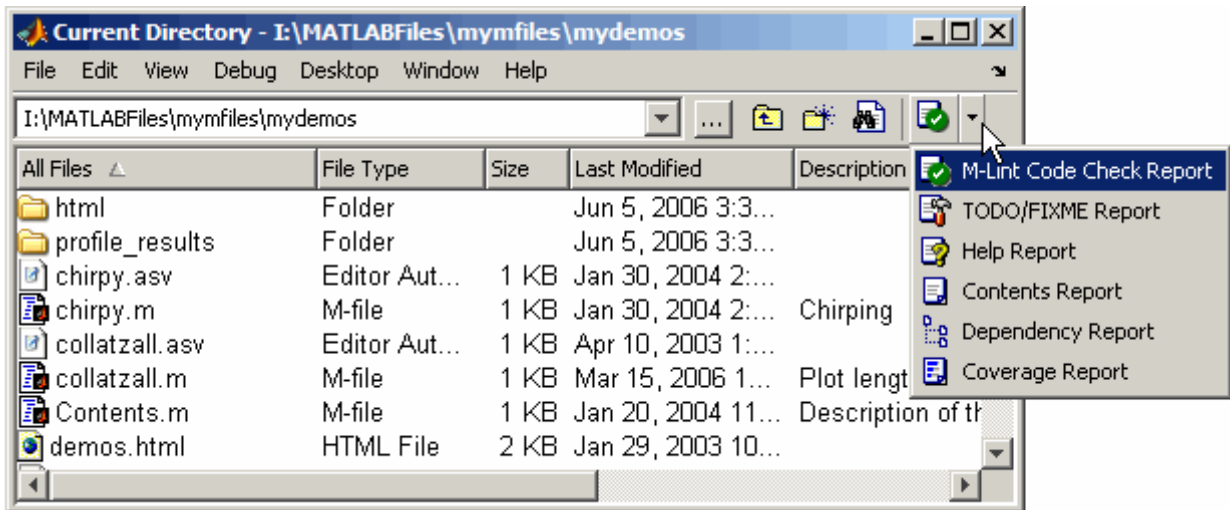 Current Directory - I:\MATLABFiles\mymfiles\mydemos
File Edit View Debug Desktop Window Help
I:\MATLABFiles\mymfiles\mydemos ...
All Files File Type Size Last Modified Description
html Folder Jun 5, 2006 3:3...
profile_results Folder Jun 5, 2006 3:3...
chirpy.asv Editor Aut... 1 KB Jan 30, 2004 2:...
chirpy.m M-file 1 KB Jan 30, 2004 2:... Chirping
collatzall.asv Editor Aut... 1 KB Apr 10, 2003 1:...
collatzall.m M-file 1 KB Mar 15, 2006 1... Plot lengt
Contents.m M-file 1 KB Jan 20, 2004 11... Description of th
demos.html HTML File 2 KB Jan 29, 2003 10...
M-Lint Code Check Report
TODO/FIXME Report
Help Report
Contents Report
Dependency Report
Coverage Report